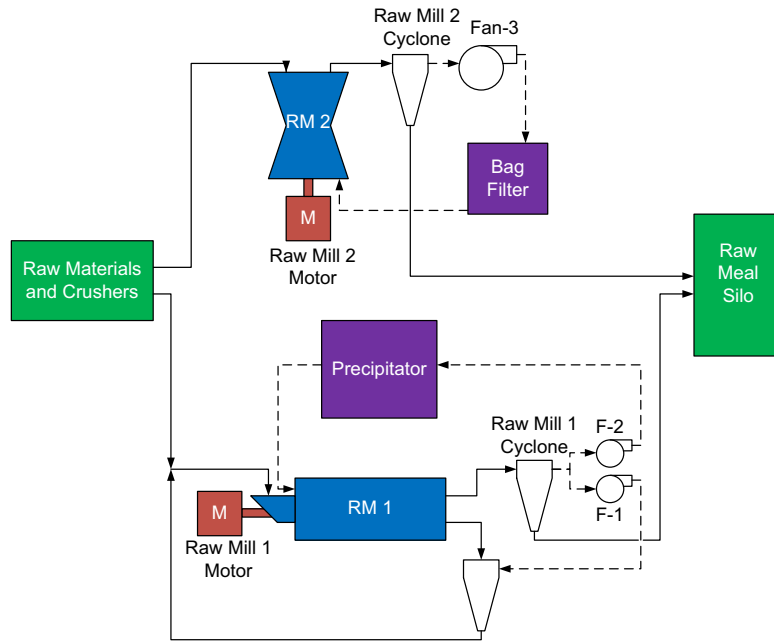 Raw Mill 2
Cyclone
Fan-3
RM 2
Bag
Filter
M
Raw Mill 2
Motor
Raw Materials
and Crushers
Raw
Meal
Silo
Precipitator
Raw Mill 1
Cyclone
F-2
F-1
RM 1
M
Raw Mill 1
Motor